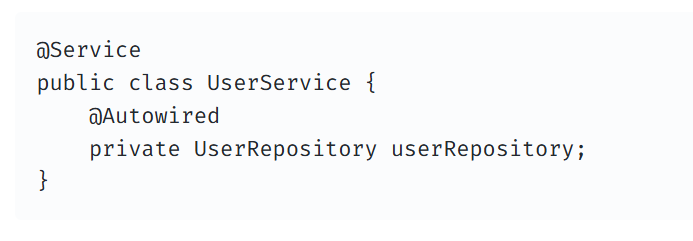 @Service
public class UserService {
    @Autowired
    private UserRepository userRepository;
}